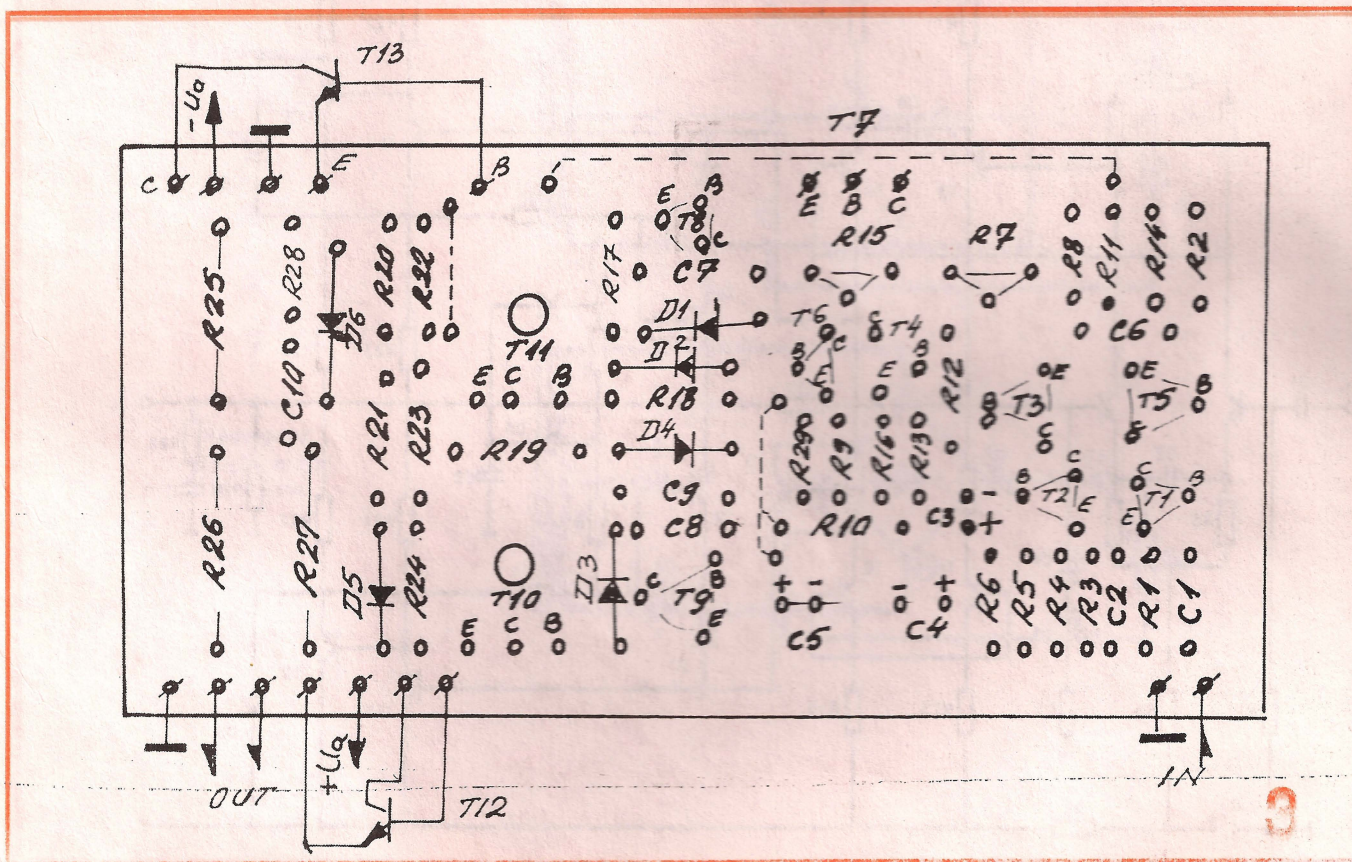 T13
-Ua
T7
C
E
B
E
B
T8
C
E
B
C
R15
R7
R8
R11
R14
R2
R25
R28
R20
R22
R17
C7
D6
T11
D1
T6
C
T4
C6
C10
D2
B
C
E
B
E
R12
E
E
E
C
B
R18
B
T3
T5
B
R21
R23
D4
C
C
R19
R29
R9
R16
R13
C9
B
C
T2
E
C
B
T1
E
R26
R27
C8
R10
C3
-
+
D5
R24
T10
D3
C
T9
B
E
+
-
-
+
C5
C4
R6
R5
R4
R3
C2
R1
C1
E
C
B
OUT
+Ua
T12
IN
3